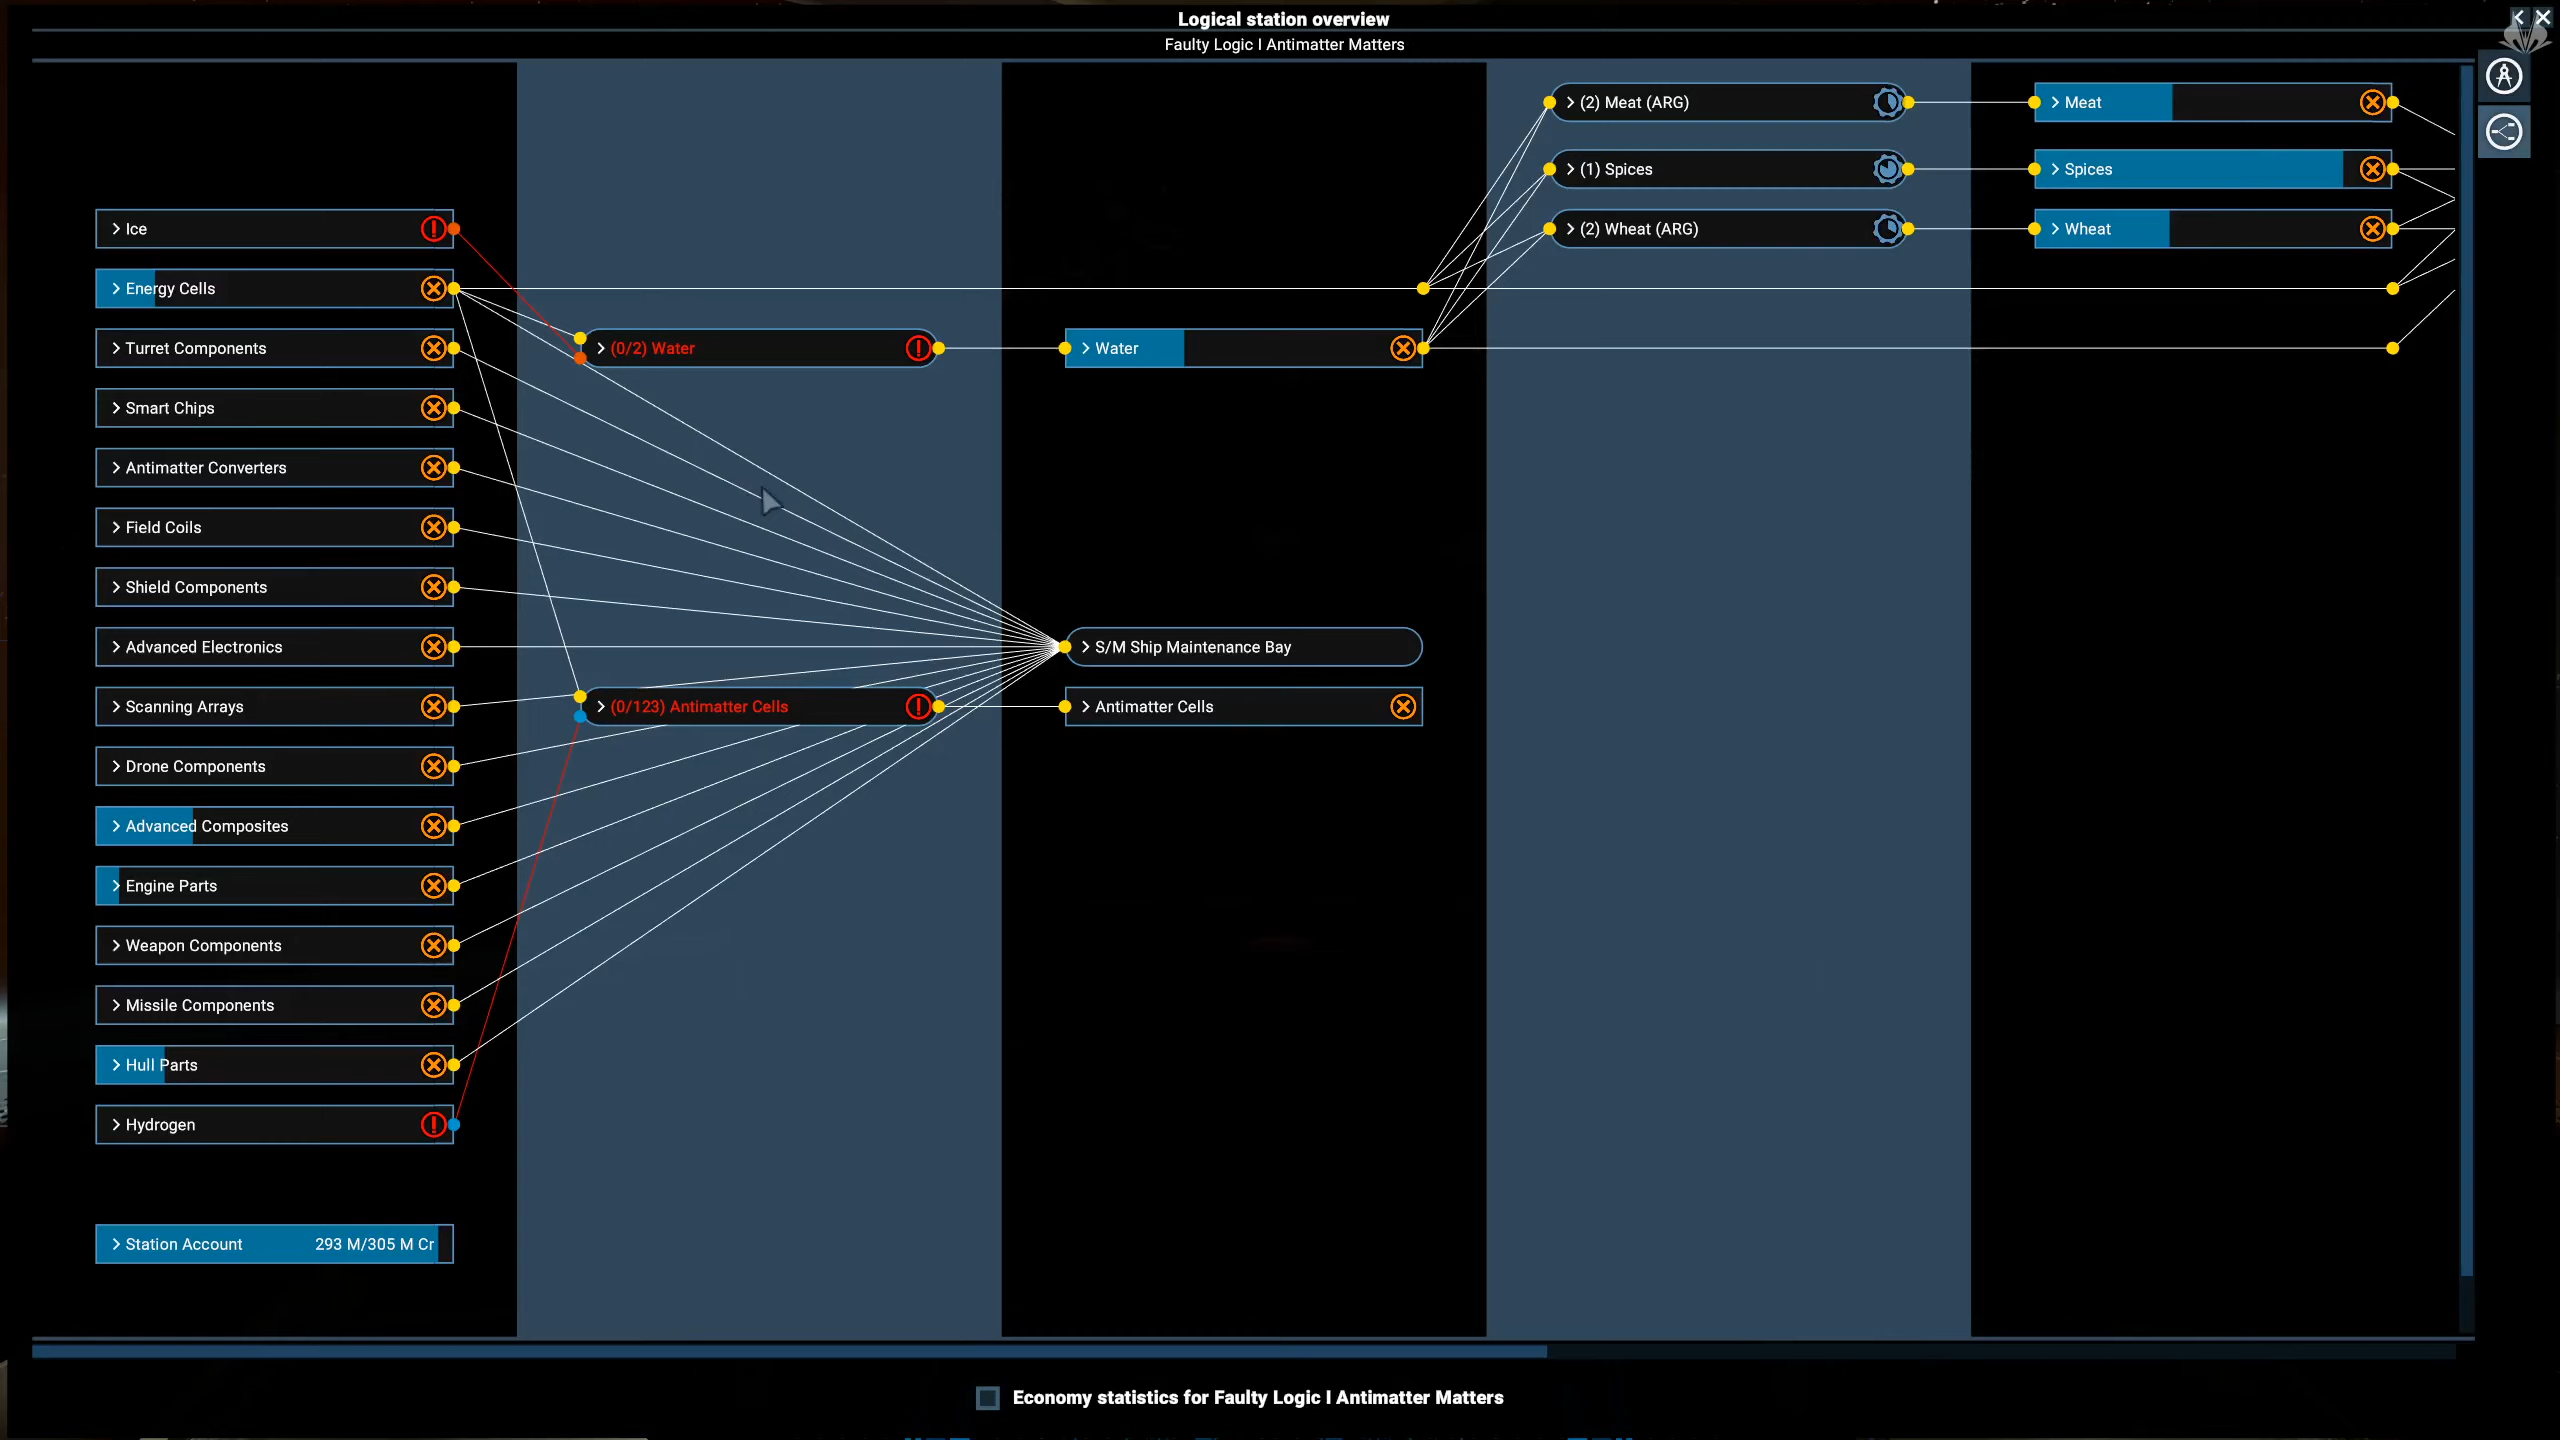 Logical station overview
Faulty Logic I Antimatter Matters
(2) Meat (ARG)
Meat
(1) Spices
Spices
Ice
(2) Wheat (ARG)
Wheat
Energy Cells
Turret Components
(0/2) Water
Water
Smart Chips
Antimatter Converters
Field Coils
Shield Components
Advanced Electronics
S/M Ship Maintenance Bay
Scanning Arrays
(0/123) Antimatter Cells
Antimatter Cells
Drone Components
Advanced Composites
Engine Parts
Weapon Components
Missile Components
Hull Parts
Hydrogen
Station Account 293 M/305 M Cr
Economy statistics for Faulty Logic I Antimatter Matters